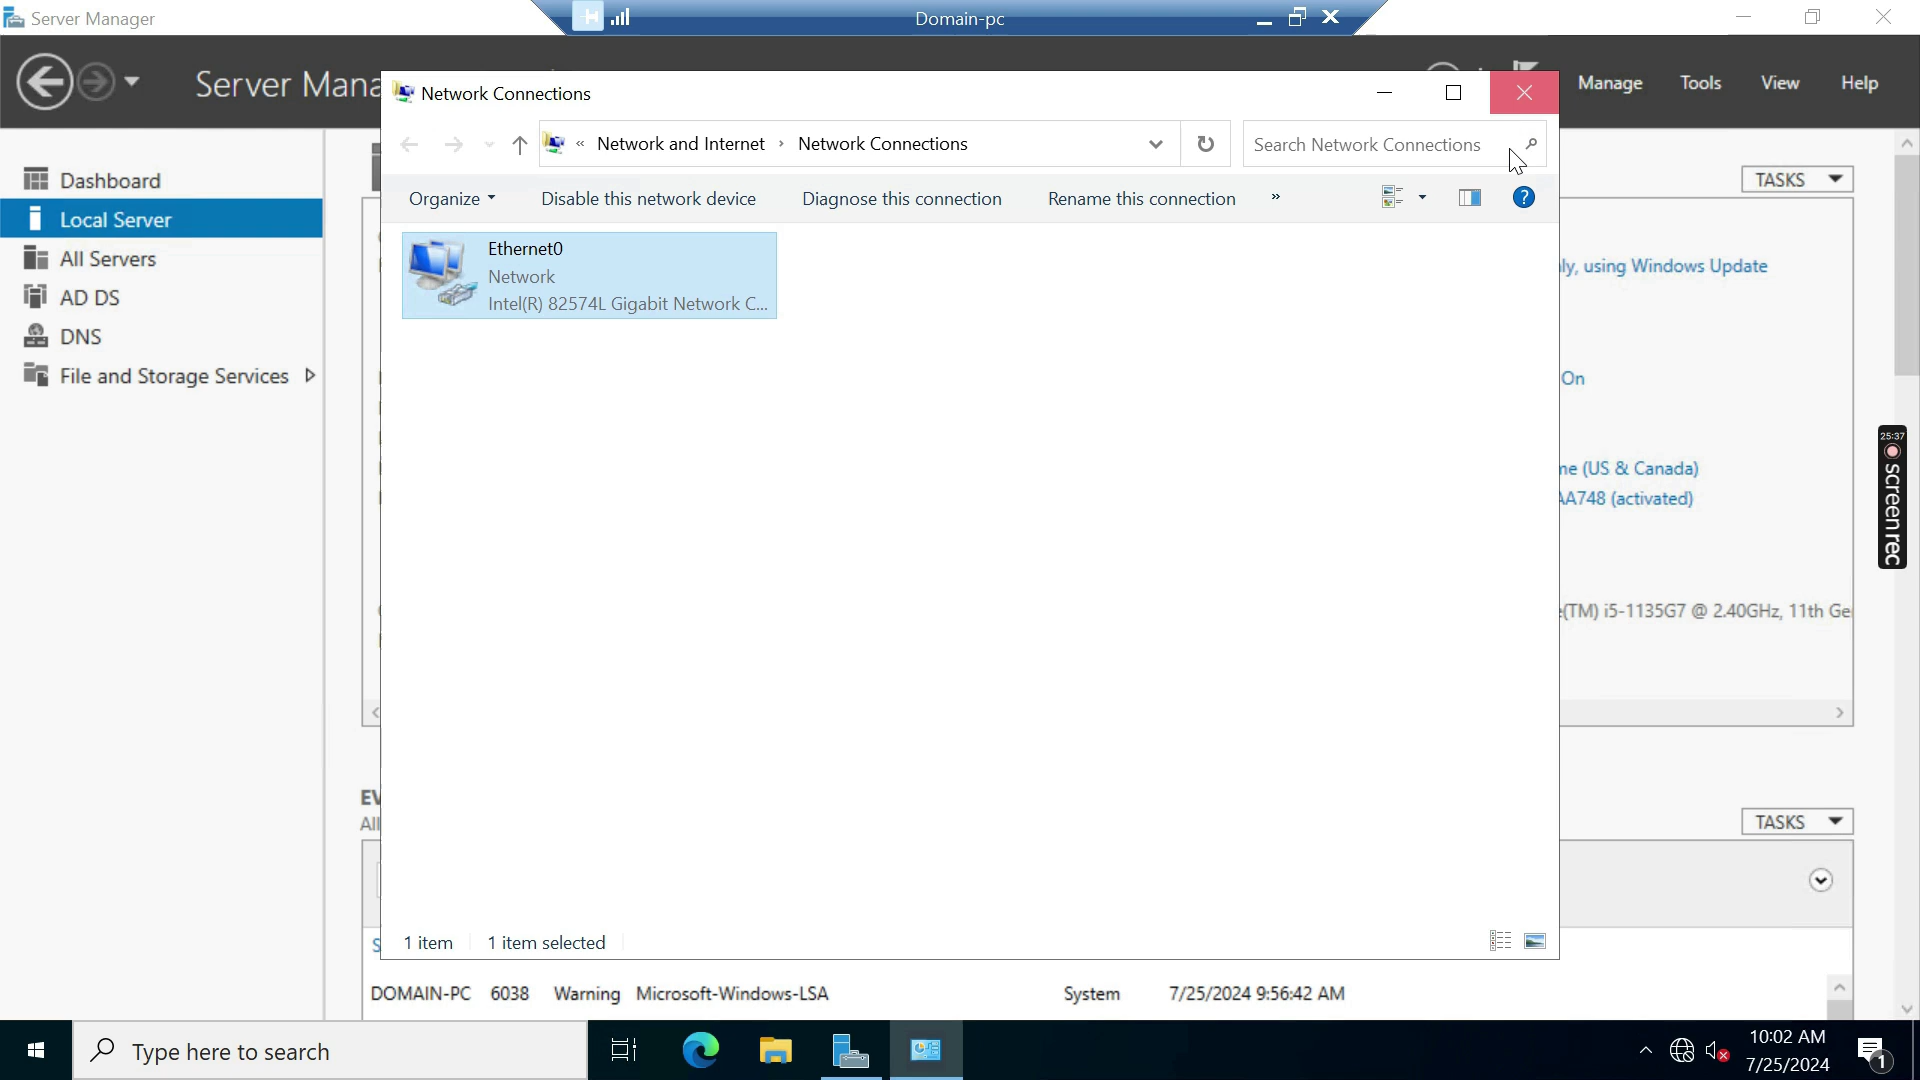 Server Manager
Domain-pc
Server Mana
Manage
Tools
View
Help
Network Connections
« Network and Internet › Network Connections
Search Network Connections
Organize
Disable this network device
Diagnose this connection
Rename this connection
»
Dashboard
Local Server
All Servers
AD DS
DNS
File and Storage Services
Ethernet0
Network
Intel(R) 82574L Gigabit Network C...
TASKS
ly, using Windows Update
On
me (US & Canada)
AA748 (activated)
(TM) i5-1135G7 @ 2.40GHz, 11th Ge
25:37
screenrec
EV
All
TASKS
1 item
1 item selected
DOMAIN-PC 6038 Warning Microsoft-Windows-LSA System 7/25/2024 9:56:42 AM
Type here to search
10:02 AM
7/25/2024
1